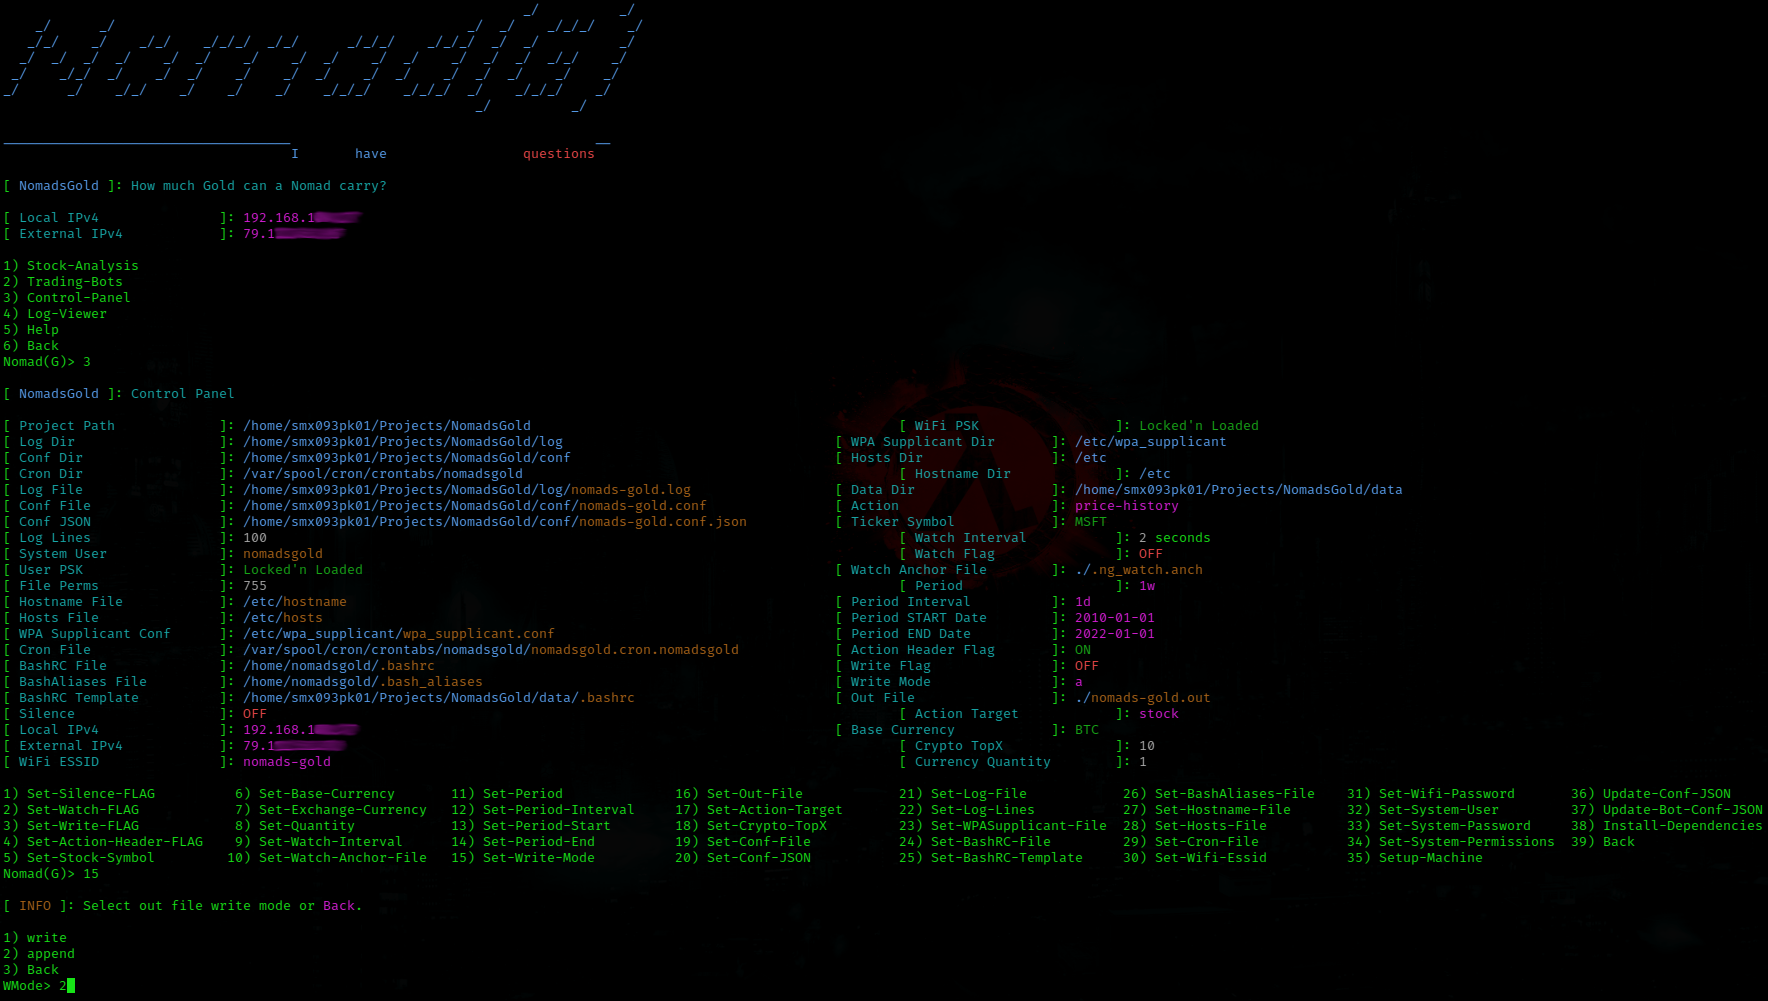 I have questions
[ NomadsGold ]: How much Gold can a Nomad carry?
[ Local IPv4 ]: 192.168.1
[ External IPv4 ]: 79.1
1) Stock-Analysis
2) Trading-Bots
3) Control-Panel
4) Log-Viewer
5) Help
6) Back
Nomad(G)> 3
[ NomadsGold ]: Control Panel
[ Project Path ]: /home/smx093pk01/Projects/NomadsGold [ WiFi PSK ]: Locked'n Loaded
[ Log Dir ]: /home/smx093pk01/Projects/NomadsGold/log [ WPA Supplicant Dir ]: /etc/wpa_supplicant
[ Conf Dir ]: /home/smx093pk01/Projects/NomadsGold/conf [ Hosts Dir ]: /etc
[ Cron Dir ]: /var/spool/cron/crontabs/nomadsgold [ Hostname Dir ]: /etc
[ Log File ]: /home/smx093pk01/Projects/NomadsGold/log/nomads-gold.log [ Data Dir ]: /home/smx093pk01/Projects/NomadsGold/data
[ Conf File ]: /home/smx093pk01/Projects/NomadsGold/conf/nomads-gold.conf [ Action ]: price-history
[ Conf JSON ]: /home/smx093pk01/Projects/NomadsGold/conf/nomads-gold.conf.json [ Ticker Symbol ]: MSFT
[ Log Lines ]: 100 [ Watch Interval ]: 2 seconds
[ System User ]: nomadsgold [ Watch Flag ]: OFF
[ User PSK ]: Locked'n Loaded [ Watch Anchor File ]: ./.ng_watch.anch
[ File Perms ]: 755 [ Period ]: 1w
[ Hostname File ]: /etc/hostname [ Period Interval ]: 1d
[ Hosts File ]: /etc/hosts [ Period START Date ]: 2010-01-01
[ WPA Supplicant Conf ]: /etc/wpa_supplicant/wpa_supplicant.conf [ Period END Date ]: 2022-01-01
[ Cron File ]: /var/spool/cron/crontabs/nomadsgold/nomadsgold.cron.nomadsgold [ Action Header Flag ]: ON
[ BashRC File ]: /home/nomadsgold/.bashrc [ Write Flag ]: OFF
[ BashAliases File ]: /home/nomadsgold/.bash_aliases [ Write Mode ]: a
[ BashRC Template ]: /home/smx093pk01/Projects/NomadsGold/data/.bashrc [ Out File ]: ./nomads-gold.out
[ Silence ]: OFF [ Action Target ]: stock
[ Local IPv4 ]: 192.168.1 [ Base Currency ]: BTC
[ External IPv4 ]: 79.1 [ Crypto TopX ]: 10
[ WiFi ESSID ]: nomads-gold [ Currency Quantity ]: 1
1) Set-Silence-FLAG 6) Set-Base-Currency 11) Set-Period 16) Set-Out-File 21) Set-Log-File 26) Set-BashAliases-File 31) Set-Wifi-Password 36) Update-Conf-JSON
2) Set-Watch-FLAG 7) Set-Exchange-Currency 12) Set-Period-Interval 17) Set-Action-Target 22) Set-Log-Lines 27) Set-Hostname-File 32) Set-System-User 37) Update-Bot-Conf-JSON
3) Set-Write-FLAG 8) Set-Quantity 13) Set-Period-Start 18) Set-Crypto-TopX 23) Set-WPASupplicant-File 28) Set-Hosts-File 33) Set-System-Password 38) Install-Dependencies
4) Set-Action-Header-FLAG 9) Set-Watch-Interval 14) Set-Period-End 19) Set-Conf-File 24) Set-BashRC-File 29) Set-Cron-File 34) Set-System-Permissions 39) Back
5) Set-Stock-Symbol 10) Set-Watch-Anchor-File 15) Set-Write-Mode 20) Set-Conf-JSON 25) Set-BashRC-Template 30) Set-Wifi-Essid 35) Setup-Machine
Nomad(G)> 15
[ INFO ]: Select out file write mode or Back.
1) write
2) append
3) Back
WMode> 2